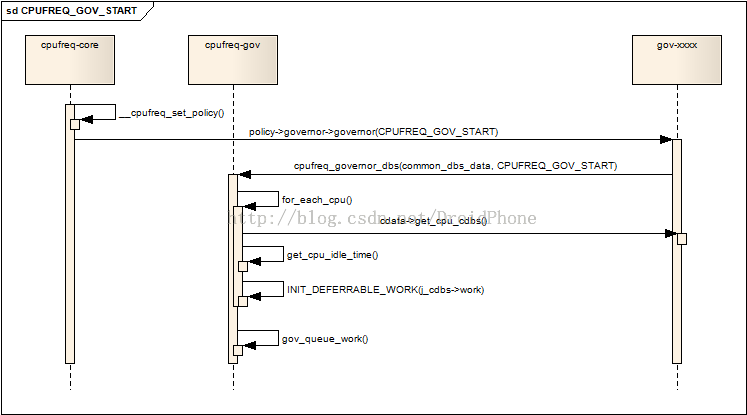 sd CPUFREQ_GOV_START
cpufreq-core
cpufreq-gov
gov-xxxx
__cpufreq_set_policy()
policy->governor->governor(CPUFREQ_GOV_START)
cpufreq_governor_dbs(common_dbs_data, CPUFREQ_GOV_START)
for_each_cpu()
http://blog.csdn.net/DroidPhone
cdata->get_cpu_cdbs()
get_cpu_idle_time()
INIT_DEFERRABLE_WORK(j_cdbs->work)
gov_queue_work()